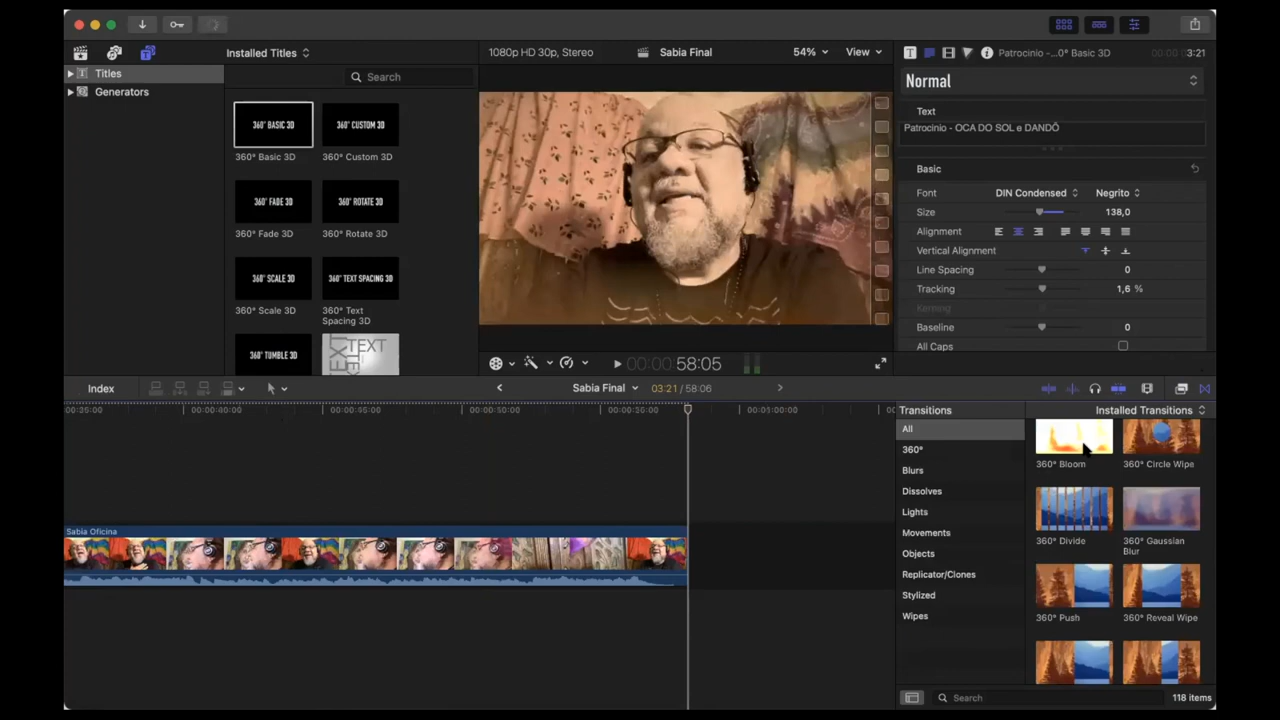 Installed Titles
1080p HD 30p, Stereo
Sabia Final
54%
View
Patrocinio -...0° Basic 3D
00:00 03:21
Titles
Generators
Search
360° BASIC 3D
360° CUSTOM 3D
360° Basic 3D
360° Custom 3D
360° FADE 3D
360° ROTATE 3D
360° Fade 3D
360° Rotate 3D
360° SCALE 3D
360° TEXT SPACING 3D
360° Scale 3D
360° Text
Spacing 3D
360° TUMBLE 3D
TEXT
TEXT
Normal
Text
Patrocinio - OCA DO SOL e DANDÔ
Basic
Font
DIN Condensed
Negrito
Size
138,0
Alignment
Vertical Alignment
Line Spacing
0
Tracking
1,6 %
Kerning
Baseline
0
All Caps
00:00:58:05
Index
Sabia Final
03:21 / 58:06
0:35:00
00:00:40:00
00:00:45:00
00:00:50:00
00:00:55:00
00:01:00:00
00
Sabia Oficina
Transitions
Installed Transitions
All
360°
Blurs
Dissolves
Lights
Movements
Objects
Replicator/Clones
Stylized
Wipes
360° Bloom
360° Circle Wipe
360° Divide
360° Gaussian
Blur
360° Push
360° Reveal Wipe
Search
118 items